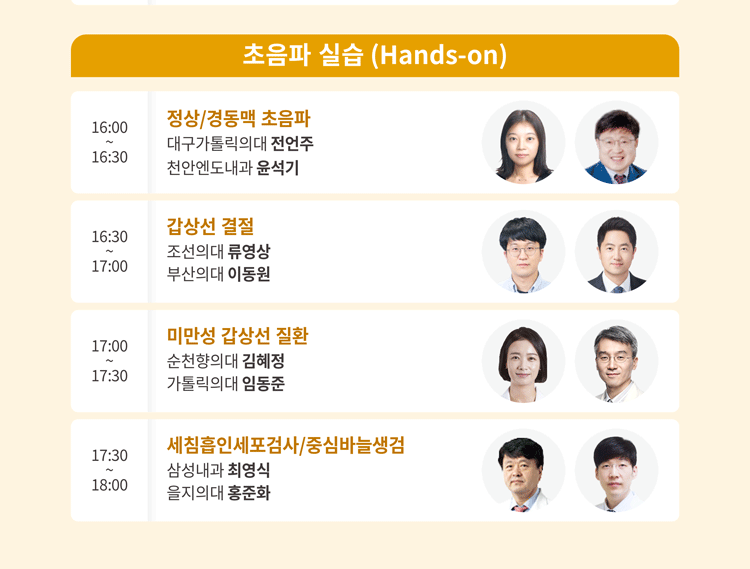 초음파 실습 (Hands-on)
16:00
~
16:30
정상/경동맥 초음파
대구가톨릭의대 전언주
천안엔도내과 윤석기
16:30
~
17:00
갑상선 결절
조선의대 류영상
부산의대 이동원
17:00
~
17:30
미만성 갑상선 질환
순천향의대 김혜정
가톨릭의대 임동준
17:30
~
18:00
세침흡인세포검사/중심바늘생검
삼성내과 최영식
을지의대 홍준화